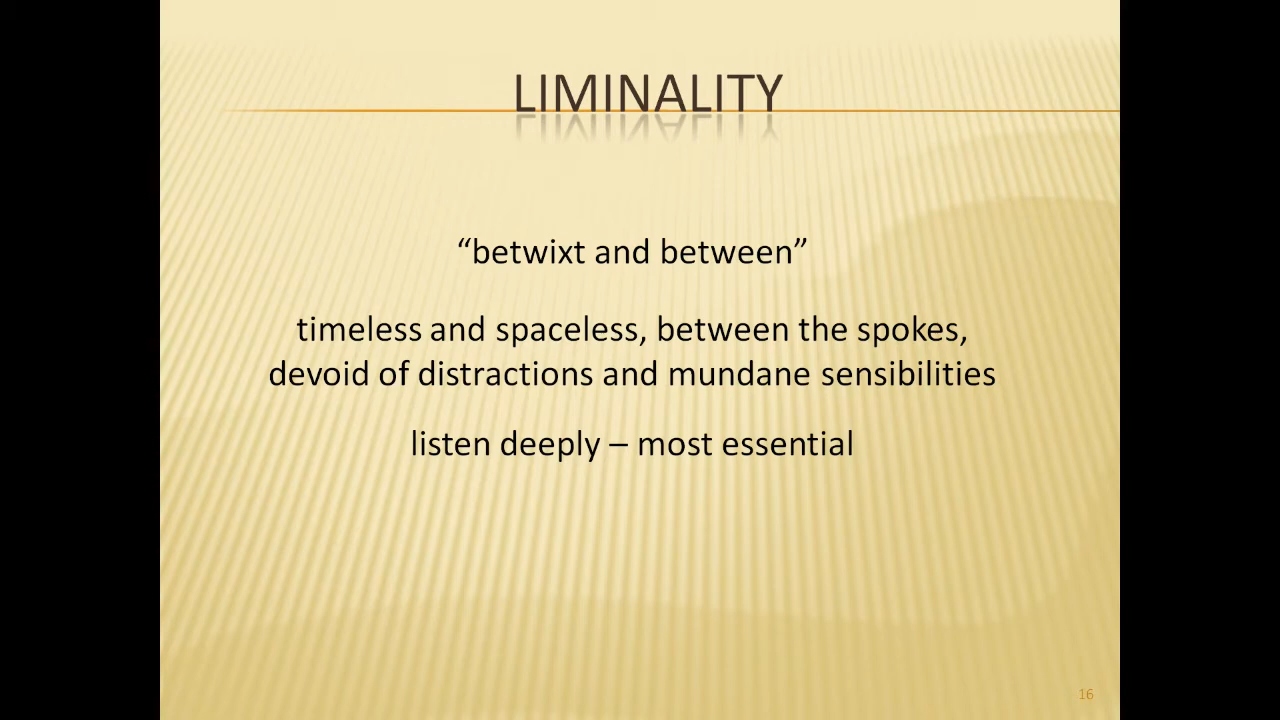 LIMINALITY
“betwixt and between”
timeless and spaceless, between the spokes,
devoid of distractions and mundane sensibilities
listen deeply – most essential
16